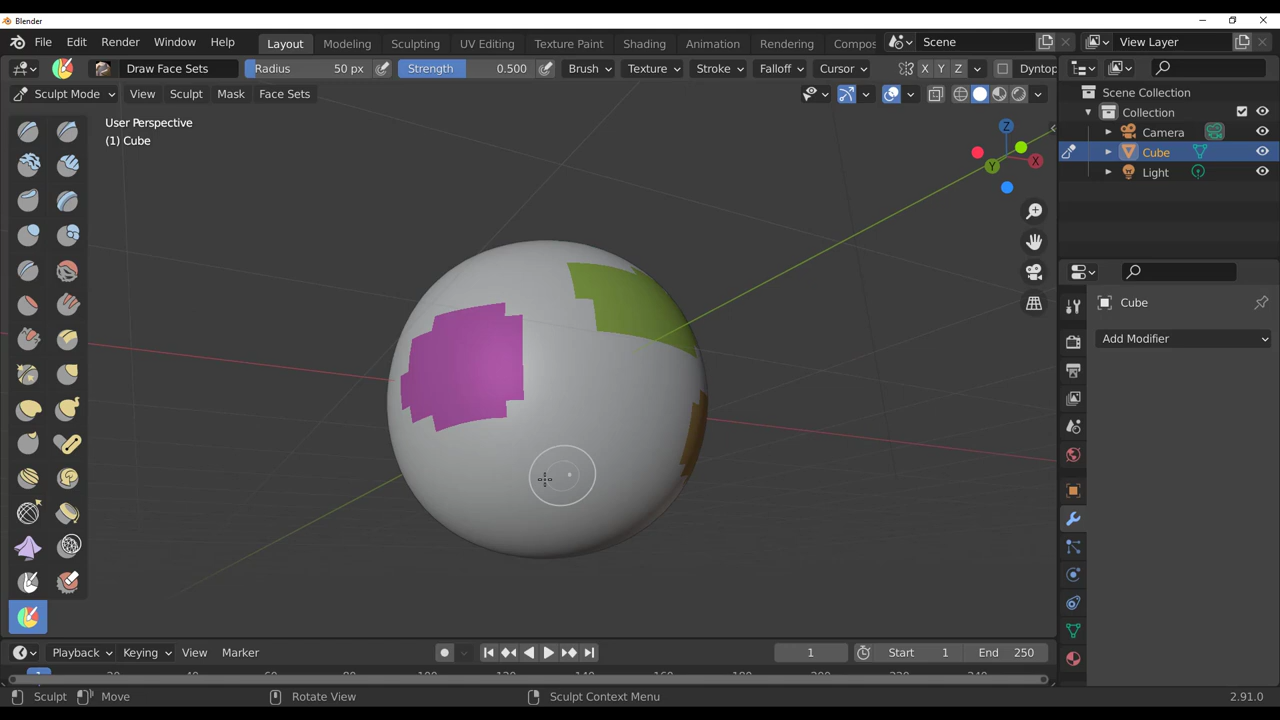 Blender
File Edit Render Window Help Layout Modeling Sculpting UV Editing Texture Paint Shading Animation Rendering Compos Scene View Layer
Draw Face Sets Radius 50 px Strength 0.500 Brush Texture Stroke Falloff Cursor X Y Z Dyntop
Sculpt Mode View Sculpt Mask Face Sets
Scene Collection
Collection
Camera
Cube
Light
User Perspective
(1) Cube
Z
X
Y
Cube
Add Modifier
Playback Keying View Marker 1 Start 1 End 250
1
Sculpt Move Rotate View Sculpt Context Menu 2.91.0